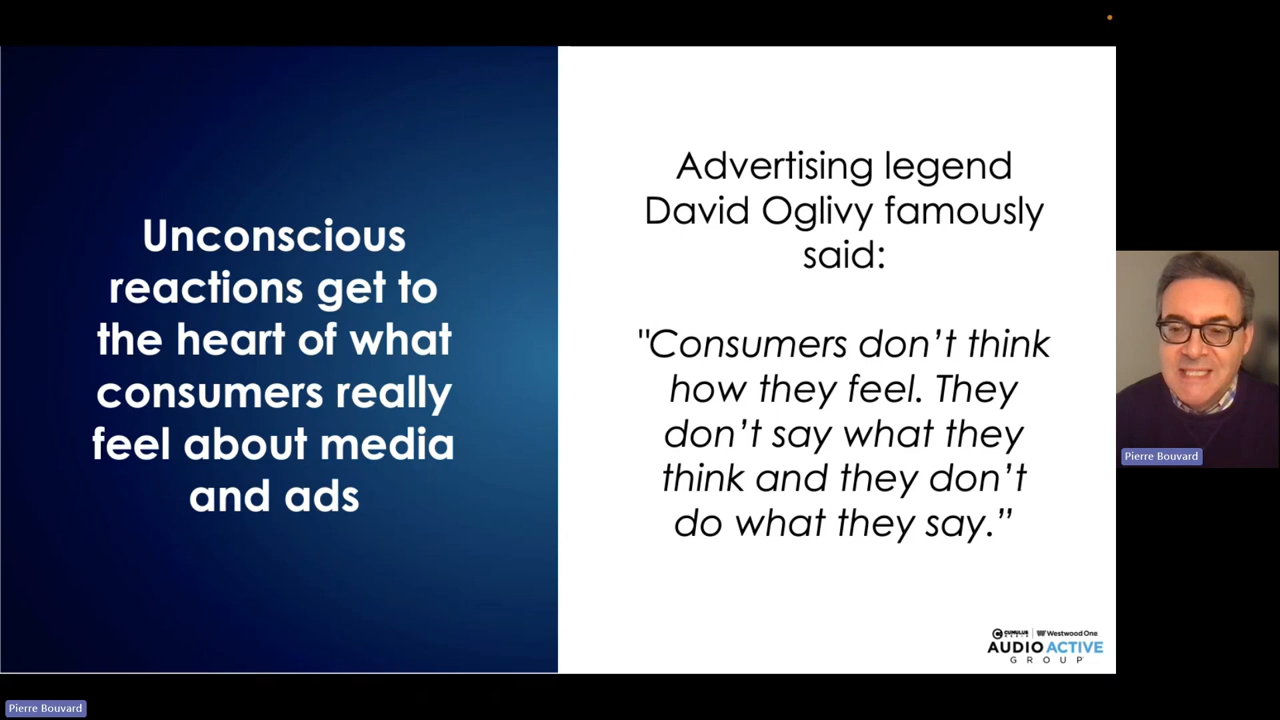 Unconscious
reactions get to
the heart of what
consumers really
feel about media
and ads
Advertising legend
David Oglivy famously
said:
"Consumers don’t think
how they feel. They
don’t say what they
think and they don’t
do what they say.”
CUMULUS MEDIA | Westwood One
AUDIO ACTIVE
GROUP
Pierre Bouvard
Pierre Bouvard